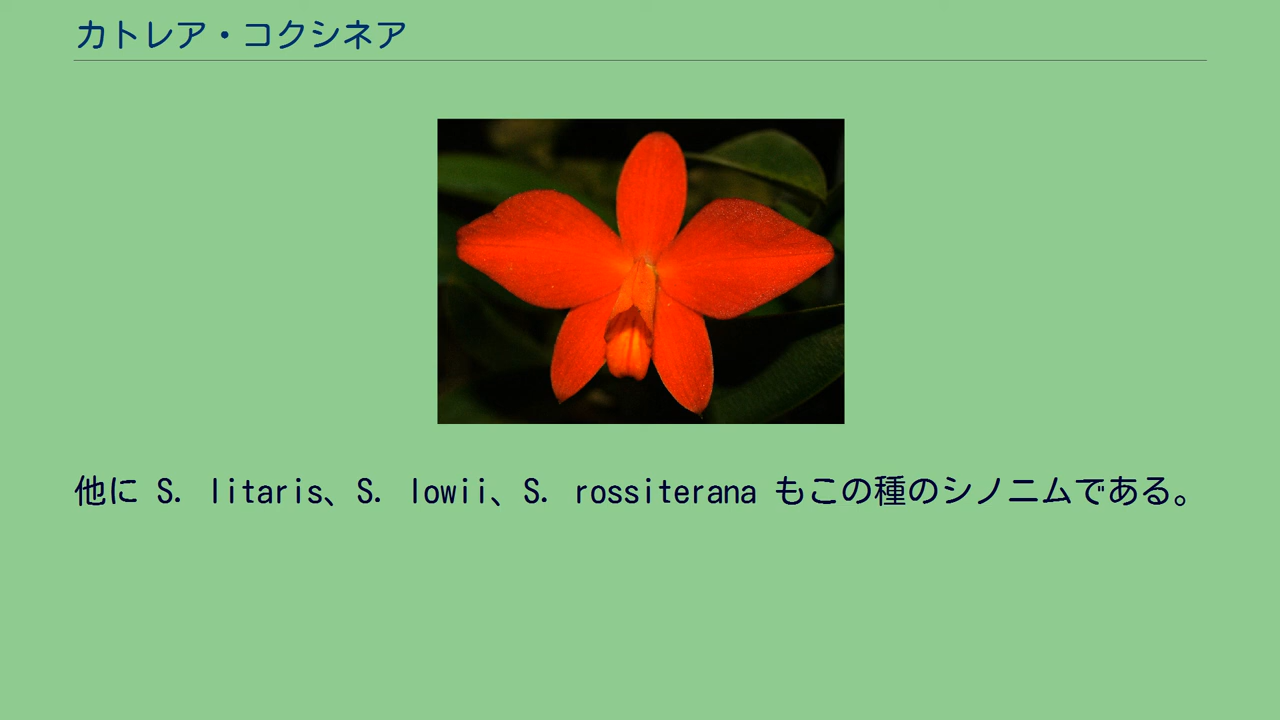 カトレア・コクシネア
他に S. litaris、S. lowii、S. rossiterana もこの種のシノニムである。